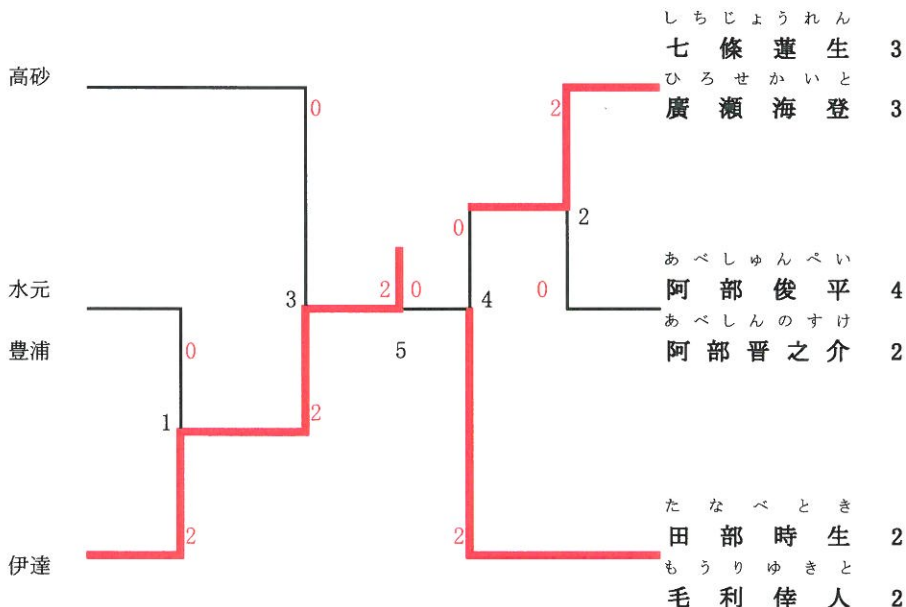 しちじょうれん
七條蓮生 3
高砂
ひろせかいと
廣瀬海登 3
0
2
0
2
あべしゅんぺい
水元
3
2 0
4
0
阿部俊平 4
あべしんのすけ
豊浦
0
5
阿部晋之介 2
1
2
たなべとき
2
2
田部時生 2
伊達
もうりゆきと
毛利倖人 2